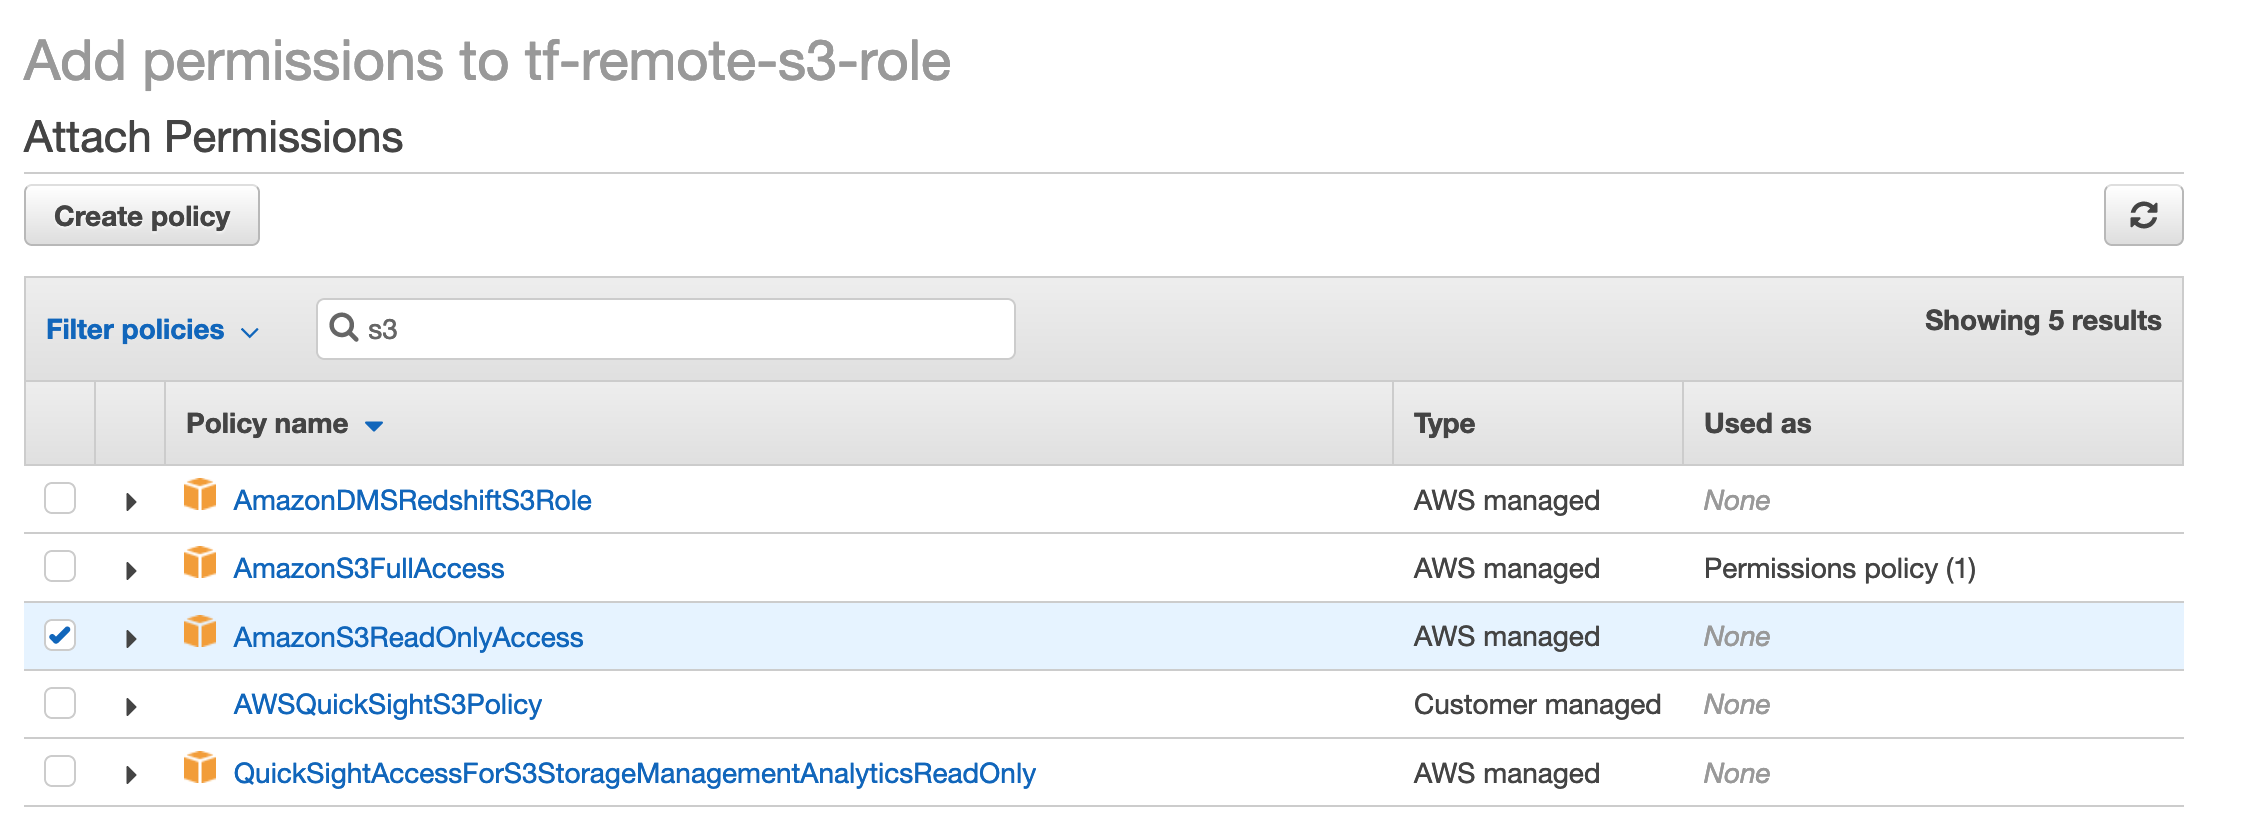 Add permissions to tf-remote-s3-role
Attach Permissions
Create policy
Filter policies s3 Showing 5 results
Policy name Type Used as
AmazonDMSRedshiftS3Role AWS managed None
AmazonS3FullAccess AWS managed Permissions policy (1)
AmazonS3ReadOnlyAccess AWS managed None
AWSQuickSightS3Policy Customer managed None
QuickSightAccessForS3StorageManagementAnalyticsReadOnly AWS managed None